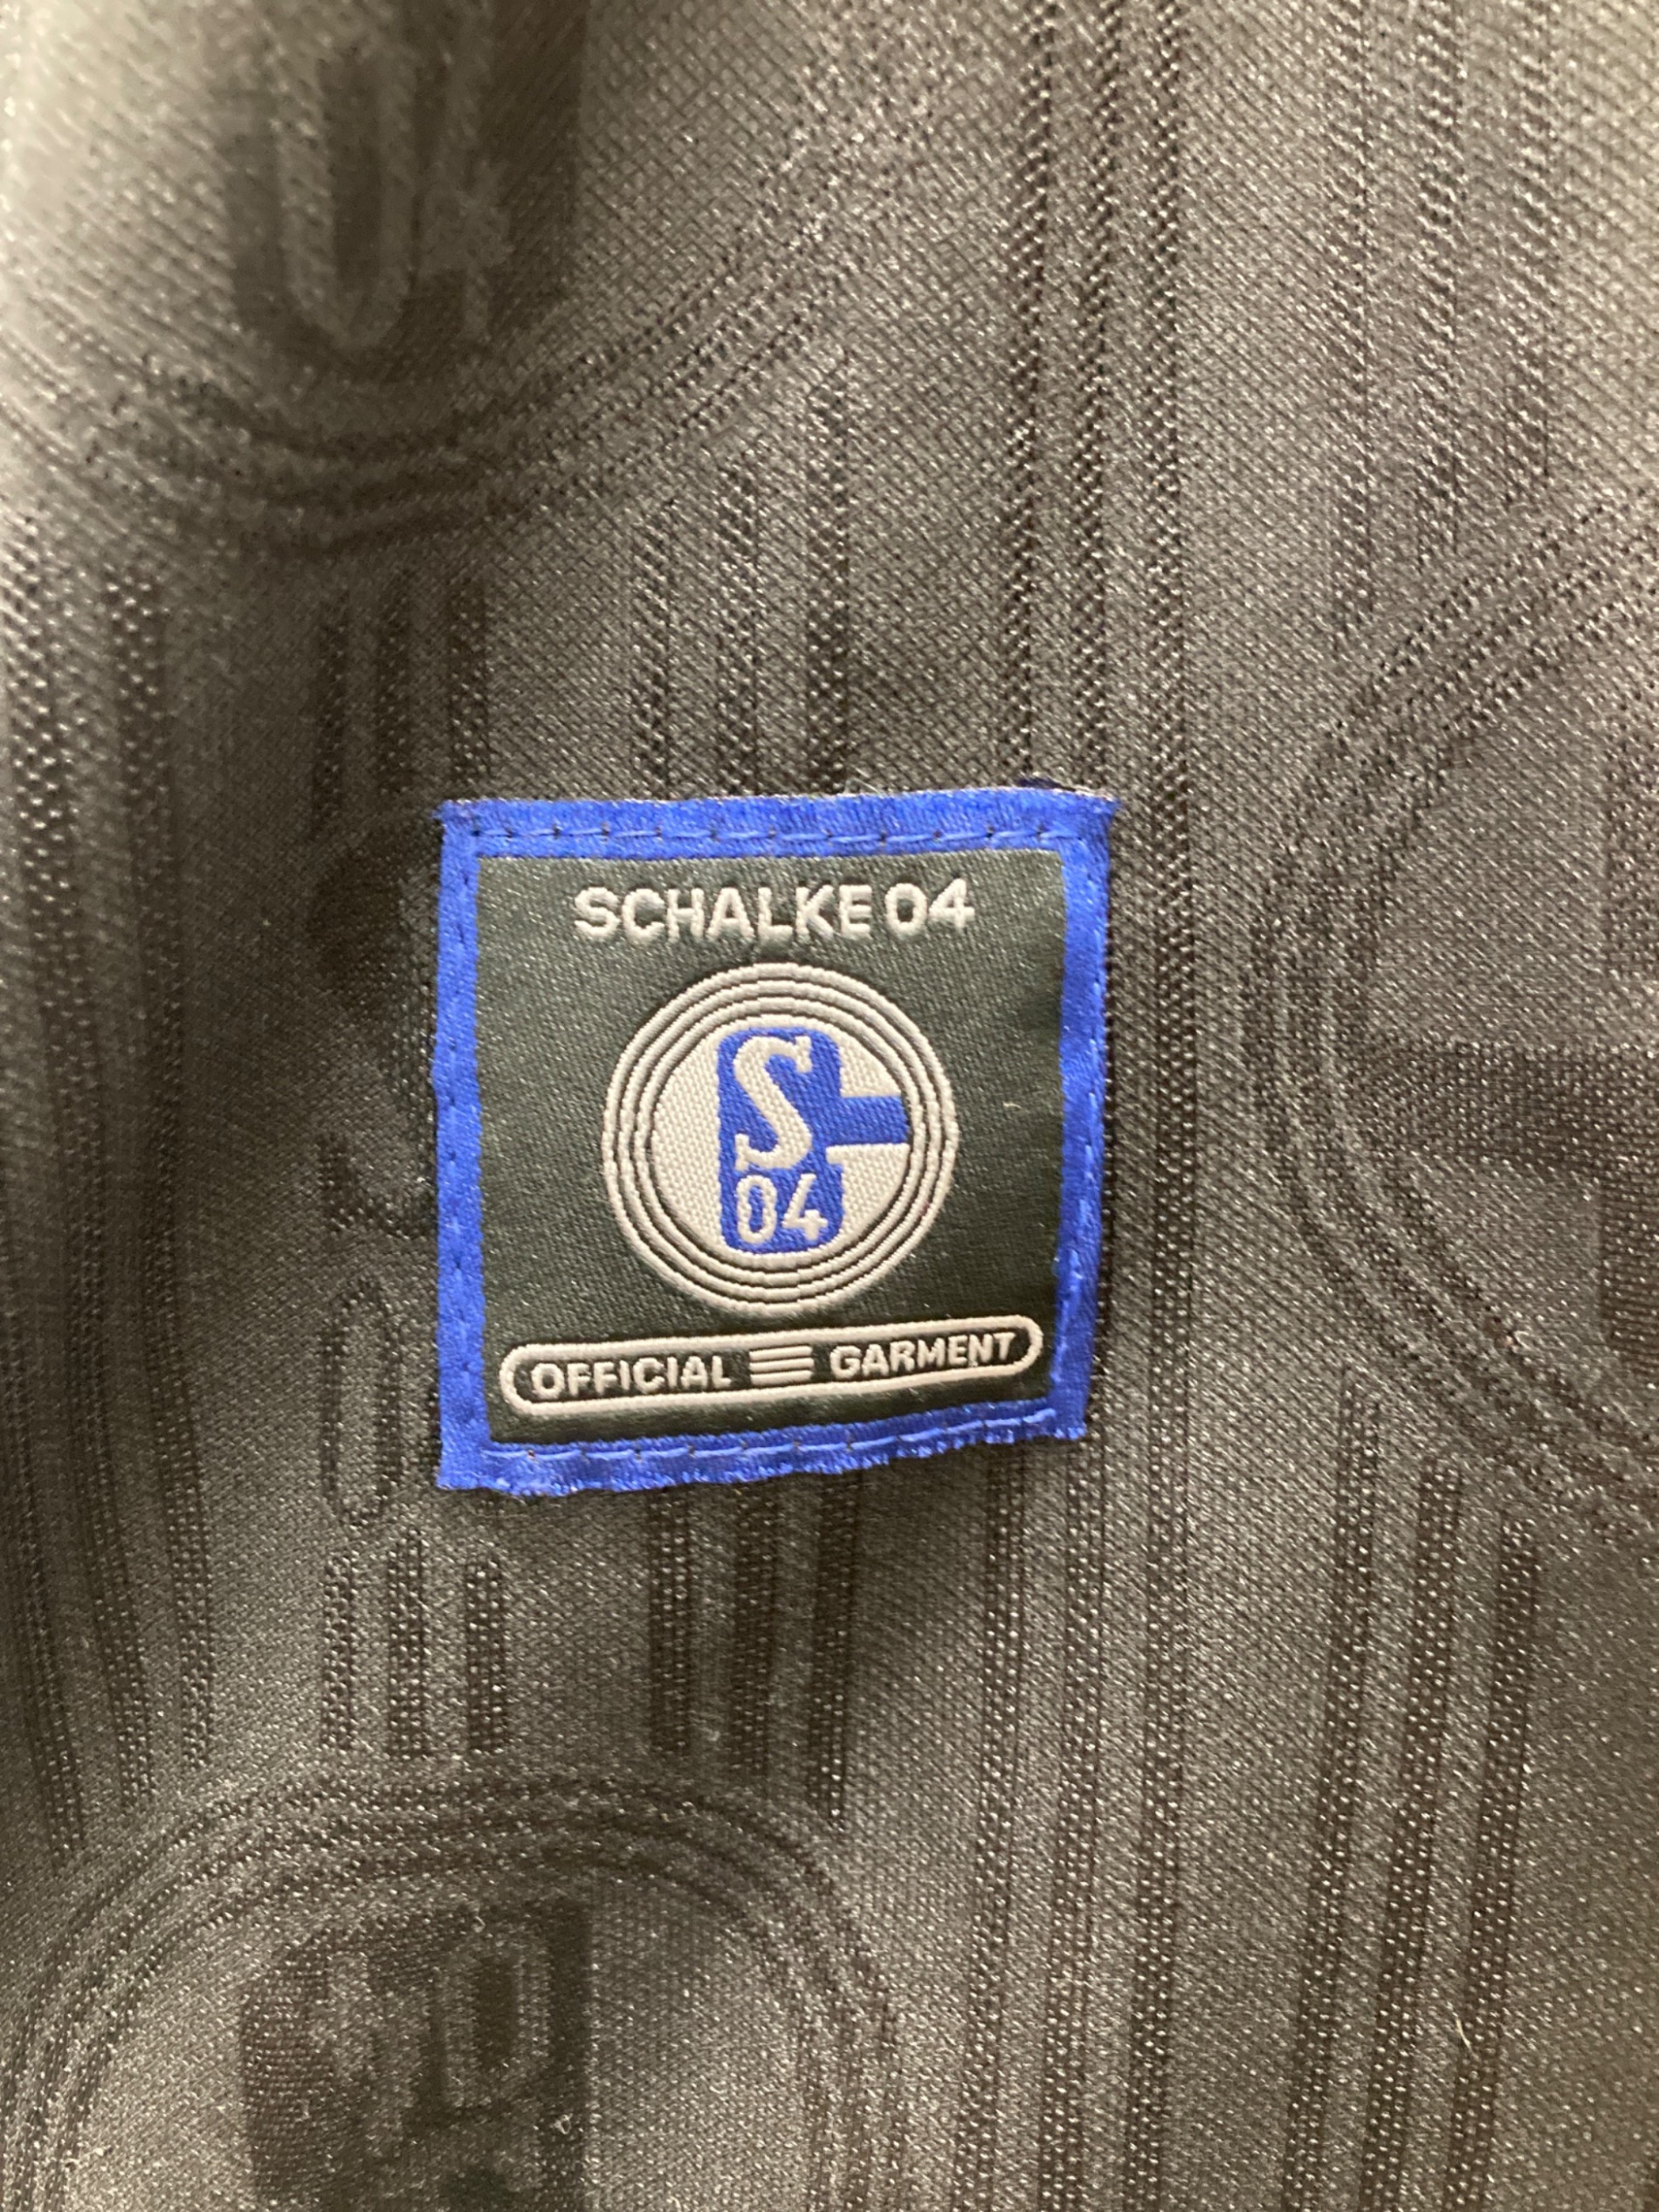 SCHALKE 04
S
04
OFFICIAL GARMENT